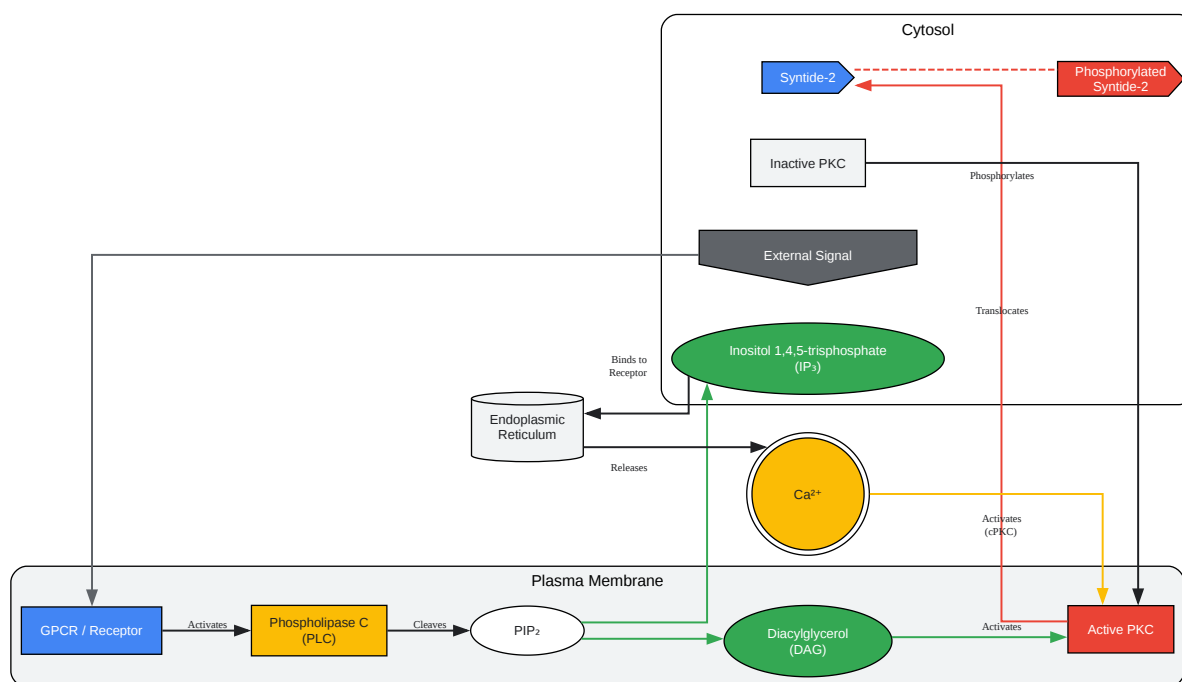 Cytosol
Syntide-2
Phosphorylated
Syntide-2
Inactive PKC
Phosphorylates
External Signal
Translocates
Inositol 1,4,5-trisphosphate
(IP₃)
Binds to
Receptor
Endoplasmic
Reticulum
Releases
Ca²⁺
Activates
(cPKC)
Plasma Membrane
GPCR / Receptor
Activates
Phospholipase C
(PLC)
Cleaves
PIP₂
Diacylglycerol
(DAG)
Activates
Active PKC